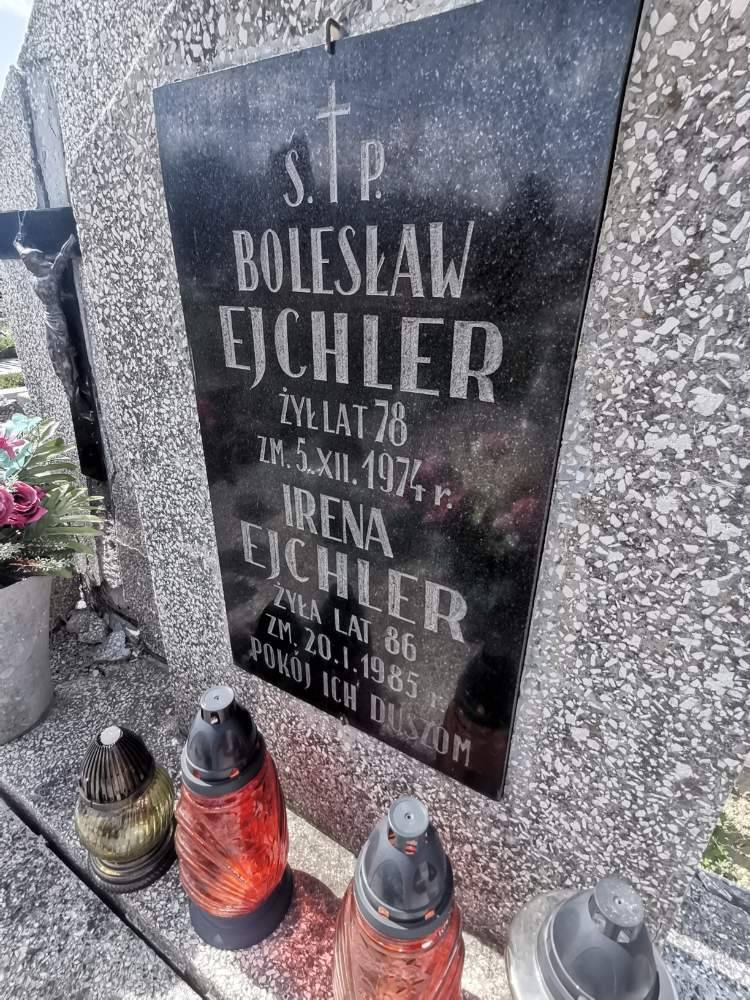 Ś.P.
BOLESŁAW
EJCHLER
ŻYŁ LAT 78
ZM. 5.XII.1974 r.
IRENA
EJCHLER
ŻYŁA LAT 86
ZM. 20.I.1985 r
POKÓJ ICH DUSZOM